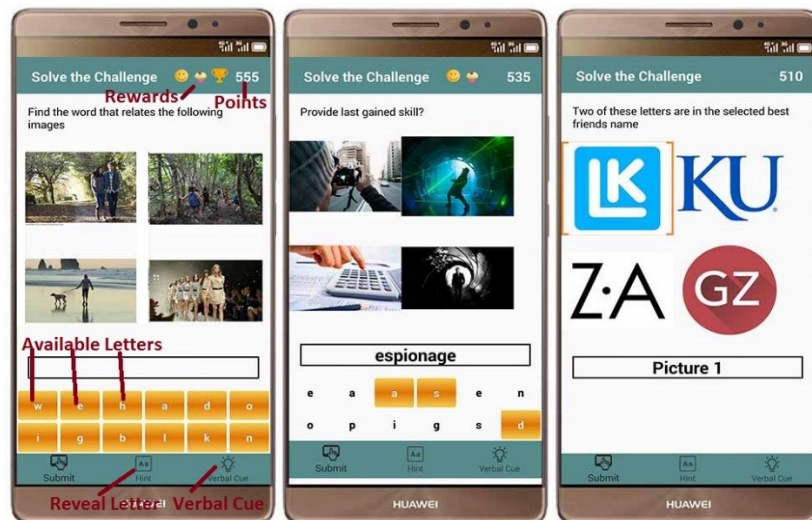 Solve the Challenge 555
Rewards
Points
Find the word that relates the following
images
Available Letters
w e h a d o
i g b l k n
Submit
Hint
Verbal Cue
Reveal Letter
Verbal Cue
HUAWEI
Solve the Challenge 535
Provide last gained skill?
espionage
e a a s e n
o p i g s d
Submit
Hint
Verbal Cue
HUAWEI
Solve the Challenge 510
Two of these letters are in the selected best
friends name
LK
KU
Z·A
GZ
Picture 1
Submit
Hint
Verbal Cue
HUAWEI